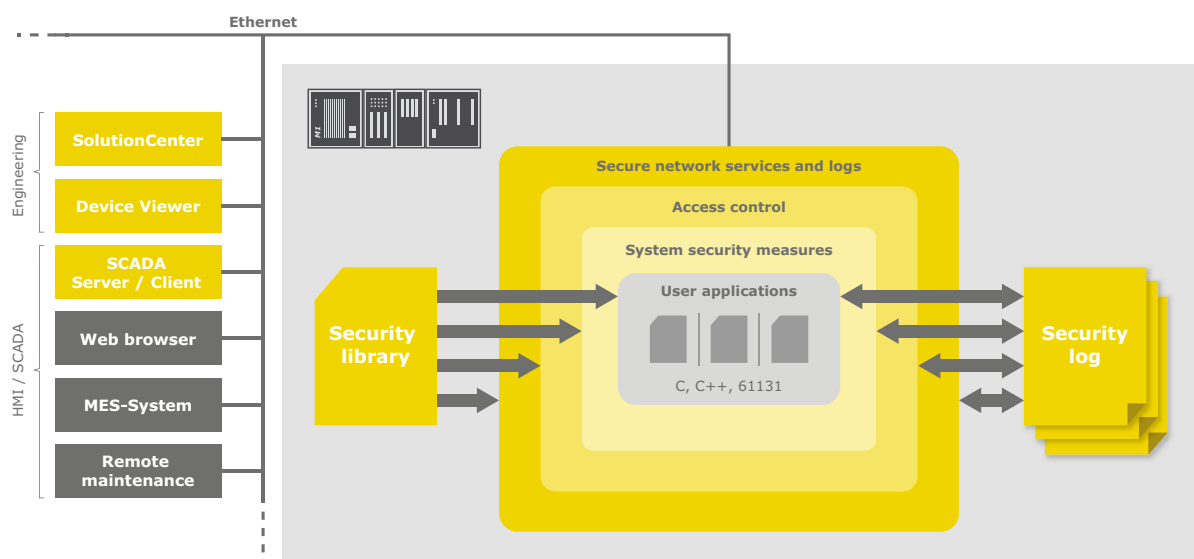 Ethernet
Engineering
SolutionCenter
Device Viewer
HMI / SCADA
SCADA
Server / Client
Web browser
MES-System
Remote
maintenance
M1
Secure network services and logs
Access control
System security measures
User applications
C, C++, 61131
Security
library
Security
log